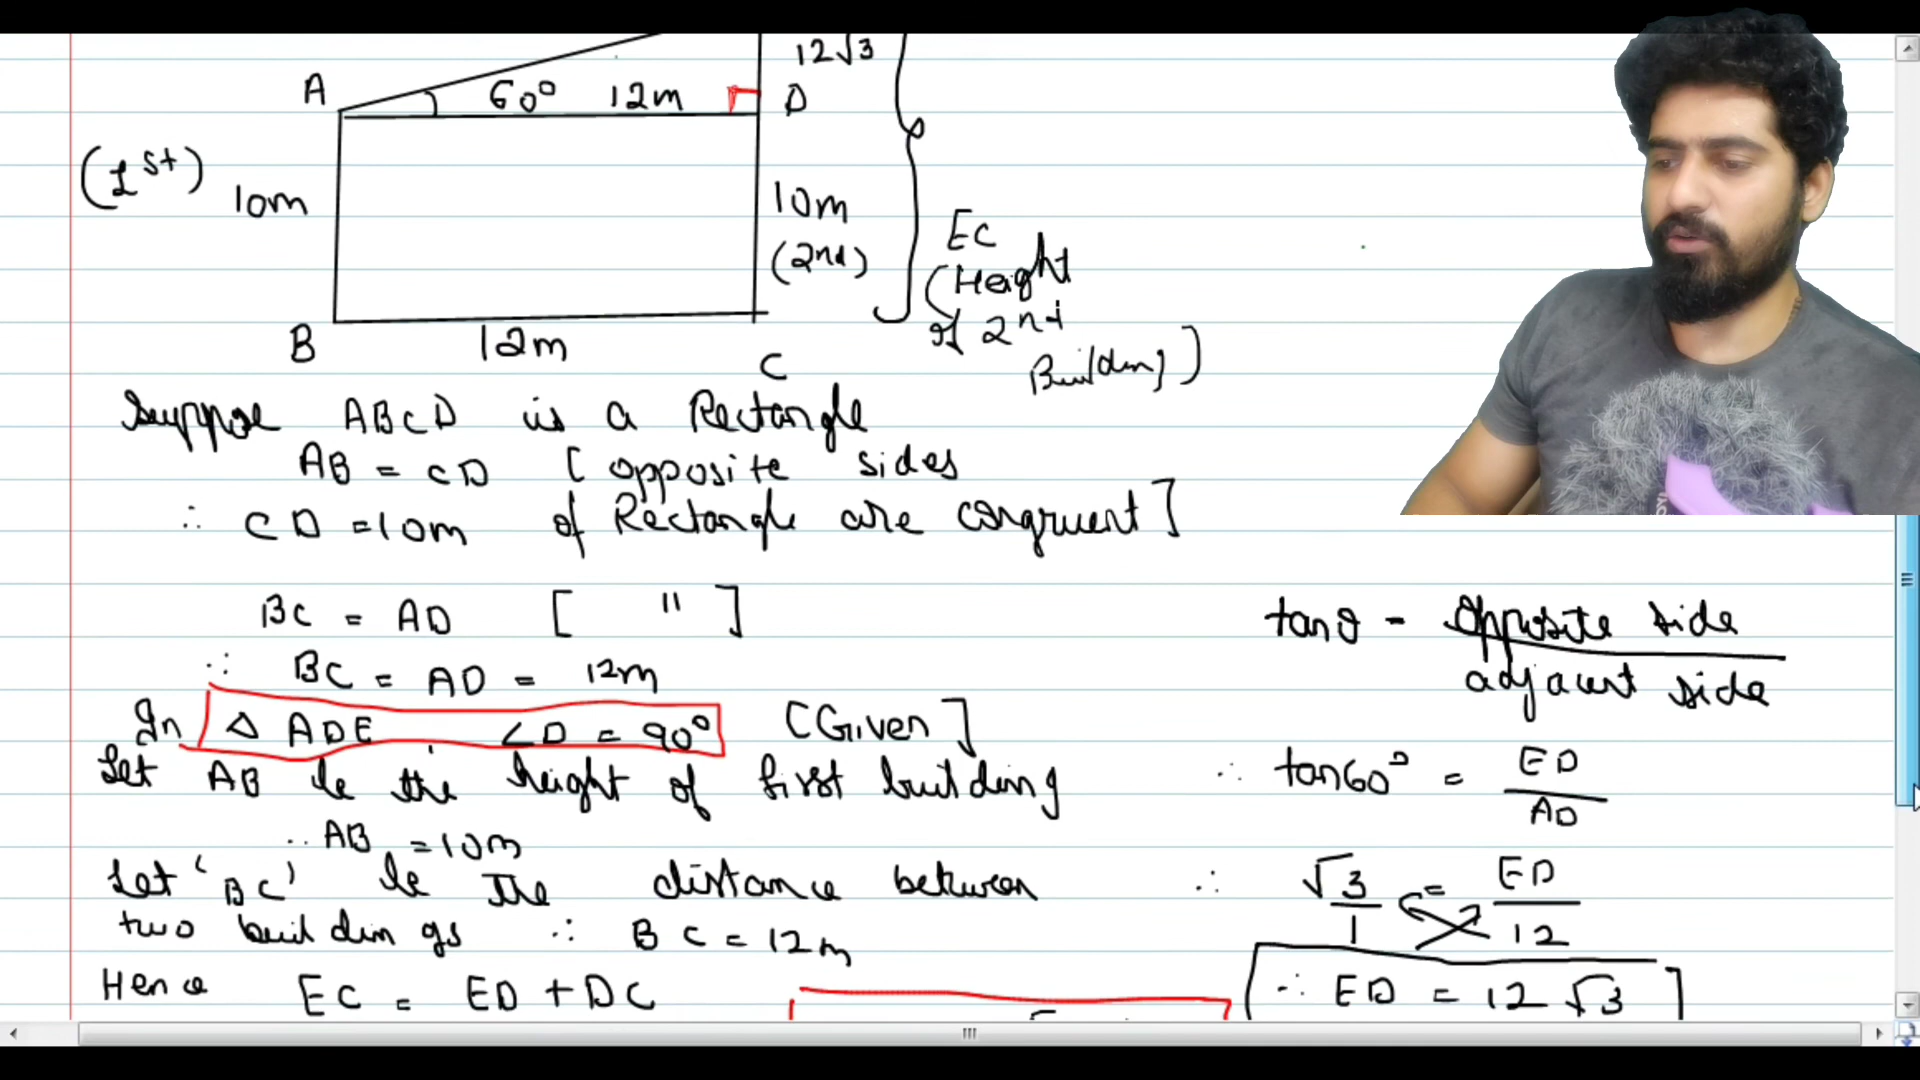 12√3
A 60° 12m D
(1st) 10m 10m
(2nd)
EC
(Height
of 2nd
Building)
B 12m C
Suppose ABCD is a Rectangle
AB = CD [opposite sides
∴ CD = 10m of Rectangle are congruent]
BC = AD [ " ]
∴ BC = AD = 12m
In △ ADE ∠D = 90° [Given]
Let AB be the height of first building
∴ AB = 10m
Let 'BC' be the distance between
two buildings ∴ BC = 12m
Hence EC = ED + DC
tanθ = Opposite side
adjacent side
∴ tan60° = ED
AD
∴ √3 = ED
1 12
∴ ED = 12√3